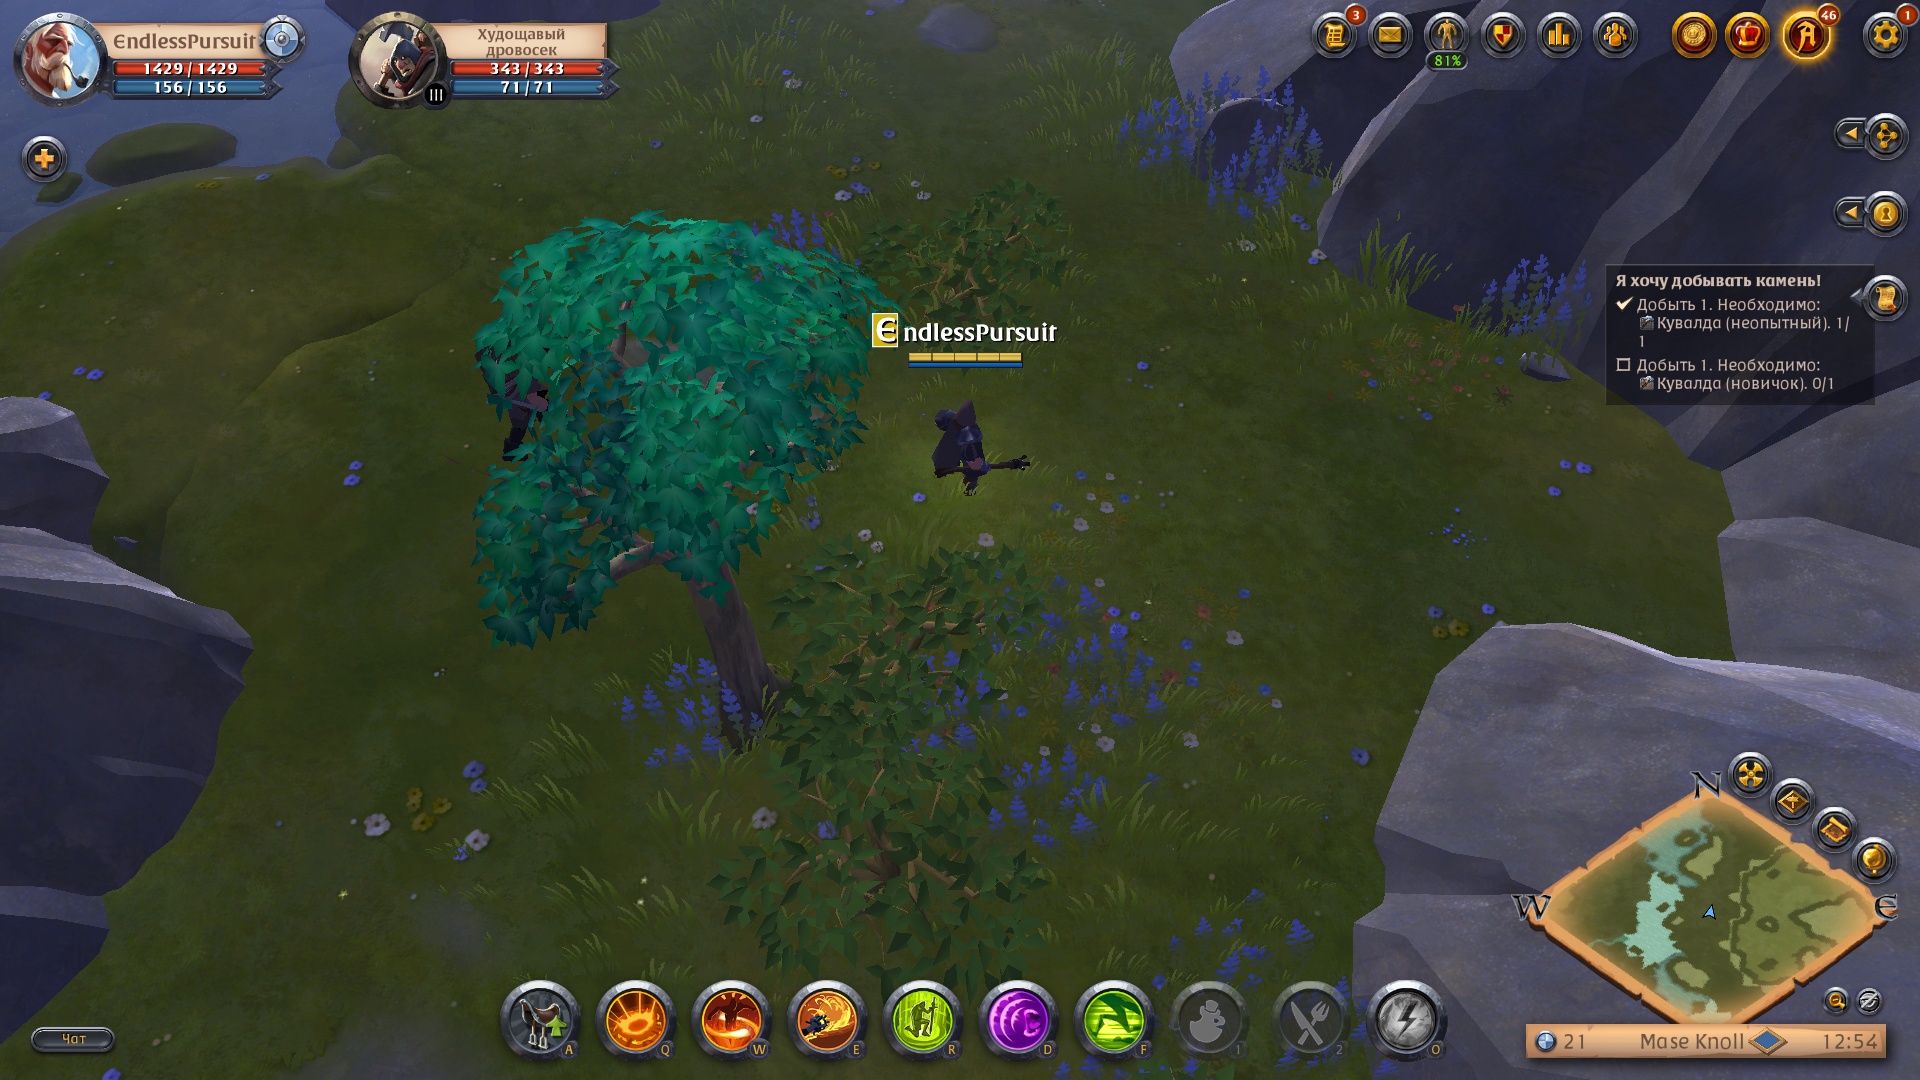 EndlessPursuit
1429/1429
156/156
Худощавый
дровосек
343/343
71/71
III
3
81%
46
1
Я хочу добывать камень!
Добыть 1. Необходимо:
Кувалда (неопытный). 1/
1
Добыть 1. Необходимо:
Кувалда (новичок). 0/1
EndlessPursuit
N
W
E
Чат
A
Q
W
E
R
D
F
1
2
O
21
Mase Knoll
12:54